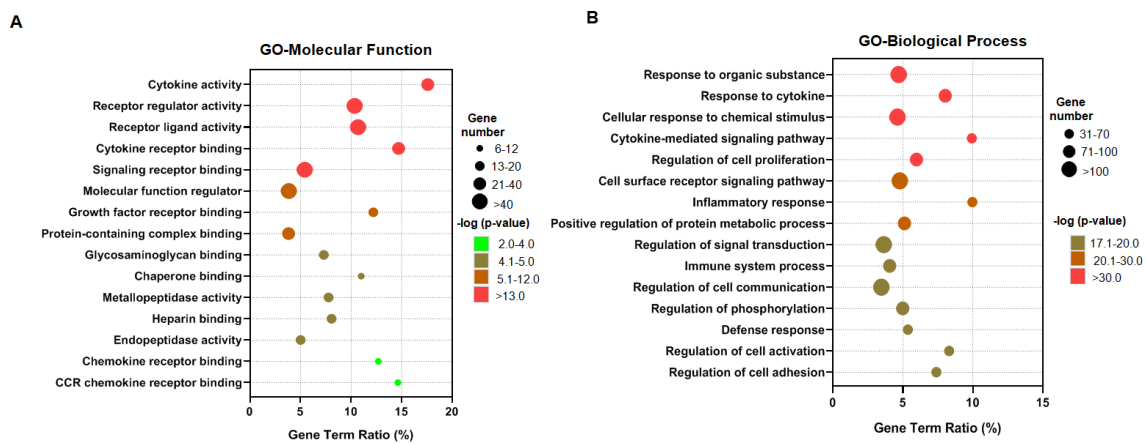 A
GO-Molecular Function
Cytokine activity
Receptor regulator activity
Receptor ligand activity
Cytokine receptor binding
Signaling receptor binding
Molecular function regulator
Growth factor receptor binding
Protein-containing complex binding
Glycosaminoglycan binding
Chaperone binding
Metallopeptidase activity
Heparin binding
Endopeptidase activity
Chemokine receptor binding
CCR chemokine receptor binding
0 5 10 15 20
Gene Term Ratio (%)
Gene
number
6-12
13-20
21-40
>40
-log (p-value)
2.0-4.0
4.1-5.0
5.1-12.0
>13.0
B
GO-Biological Process
Response to organic substance
Response to cytokine
Cellular response to chemical stimulus
Cytokine-mediated signaling pathway
Regulation of cell proliferation
Cell surface receptor signaling pathway
Inflammatory response
Positive regulation of protein metabolic process
Regulation of signal transduction
Immune system process
Regulation of cell communication
Regulation of phosphorylation
Defense response
Regulation of cell activation
Regulation of cell adhesion
0 5 10 15
Gene Term Ratio (%)
Gene
number
31-70
71-100
>100
-log (p-value)
17.1-20.0
20.1-30.0
>30.0